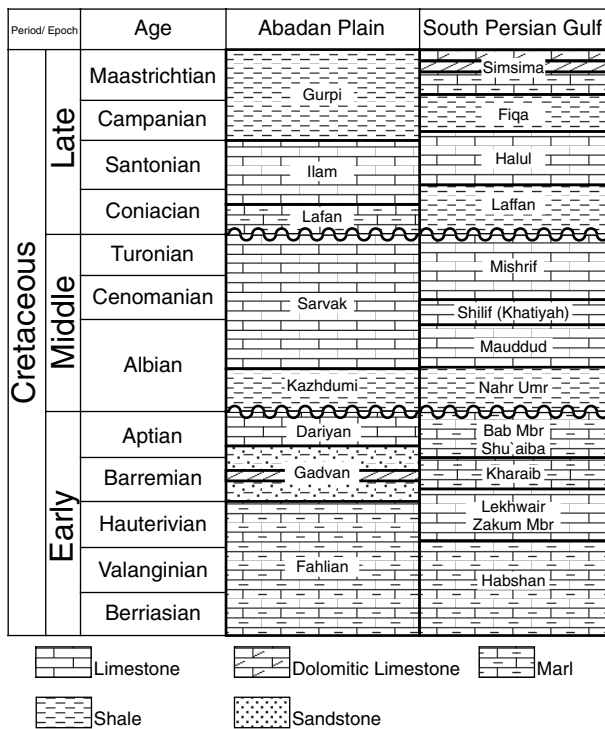 Period/ Epoch
Age
Abadan Plain
South Persian Gulf
Cretaceous
Late
Maastrichtian
Campanian
Santonian
Coniacian
Middle
Turonian
Cenomanian
Albian
Early
Aptian
Barremian
Hauterivian
Valanginian
Berriasian
Gurpi
Ilam
Lafan
Sarvak
Kazhdumi
Dariyan
Gadvan
Fahlian
Simsima
Fiqa
Halul
Laffan
Mishrif
Shilif (Khatiyah)
Mauddud
Nahr Umr
Bab Mbr
Shu`aiba
Kharaib
Lekhwair
Zakum Mbr
Habshan
Limestone
Dolomitic Limestone
Marl
Shale
Sandstone